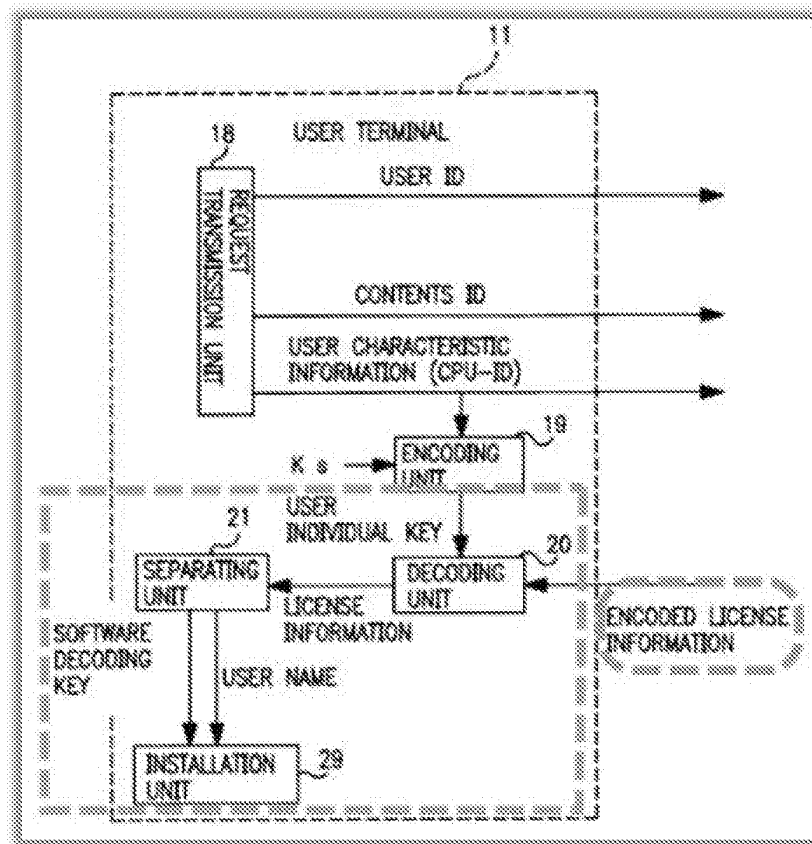 11
USER TERMINAL
18
REQUEST
TRANSMISSION UNIT
USER ID
CONTENTS ID
USER CHARACTERISTIC
INFORMATION (CPU-ID)
19
K s
ENCODING
UNIT
USER
INDIVIDUAL KEY
21
20
SEPARATING
UNIT
DECODING
UNIT
LICENSE
INFORMATION
ENCODED LICENSE
INFORMATION
SOFTWARE
DECODING
KEY
USER NAME
INSTALLATION
UNIT
29